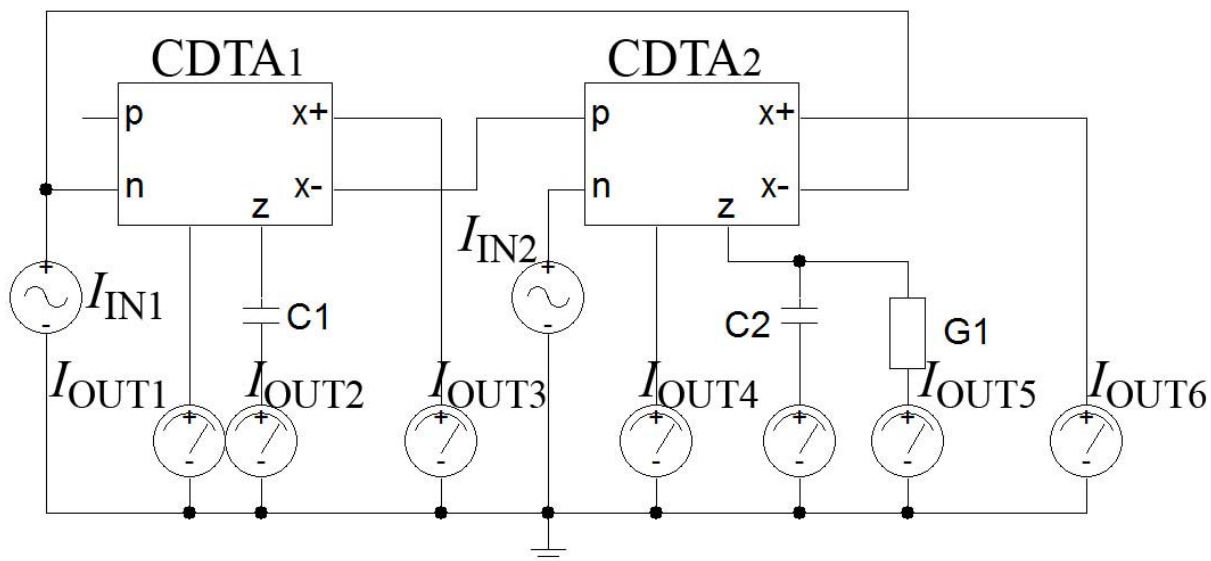 CDTA1
CDTA2
p
x+
p
x+
n
x-
n
x-
z
z
IIN2
+
+
IIN1
C1
C2
G1
-
-
IOUT1
IOUT2
IOUT3
IOUT4
IOUT5
IOUT6
+
+
+
+
+
+
+
-
-
-
-
-
-
-